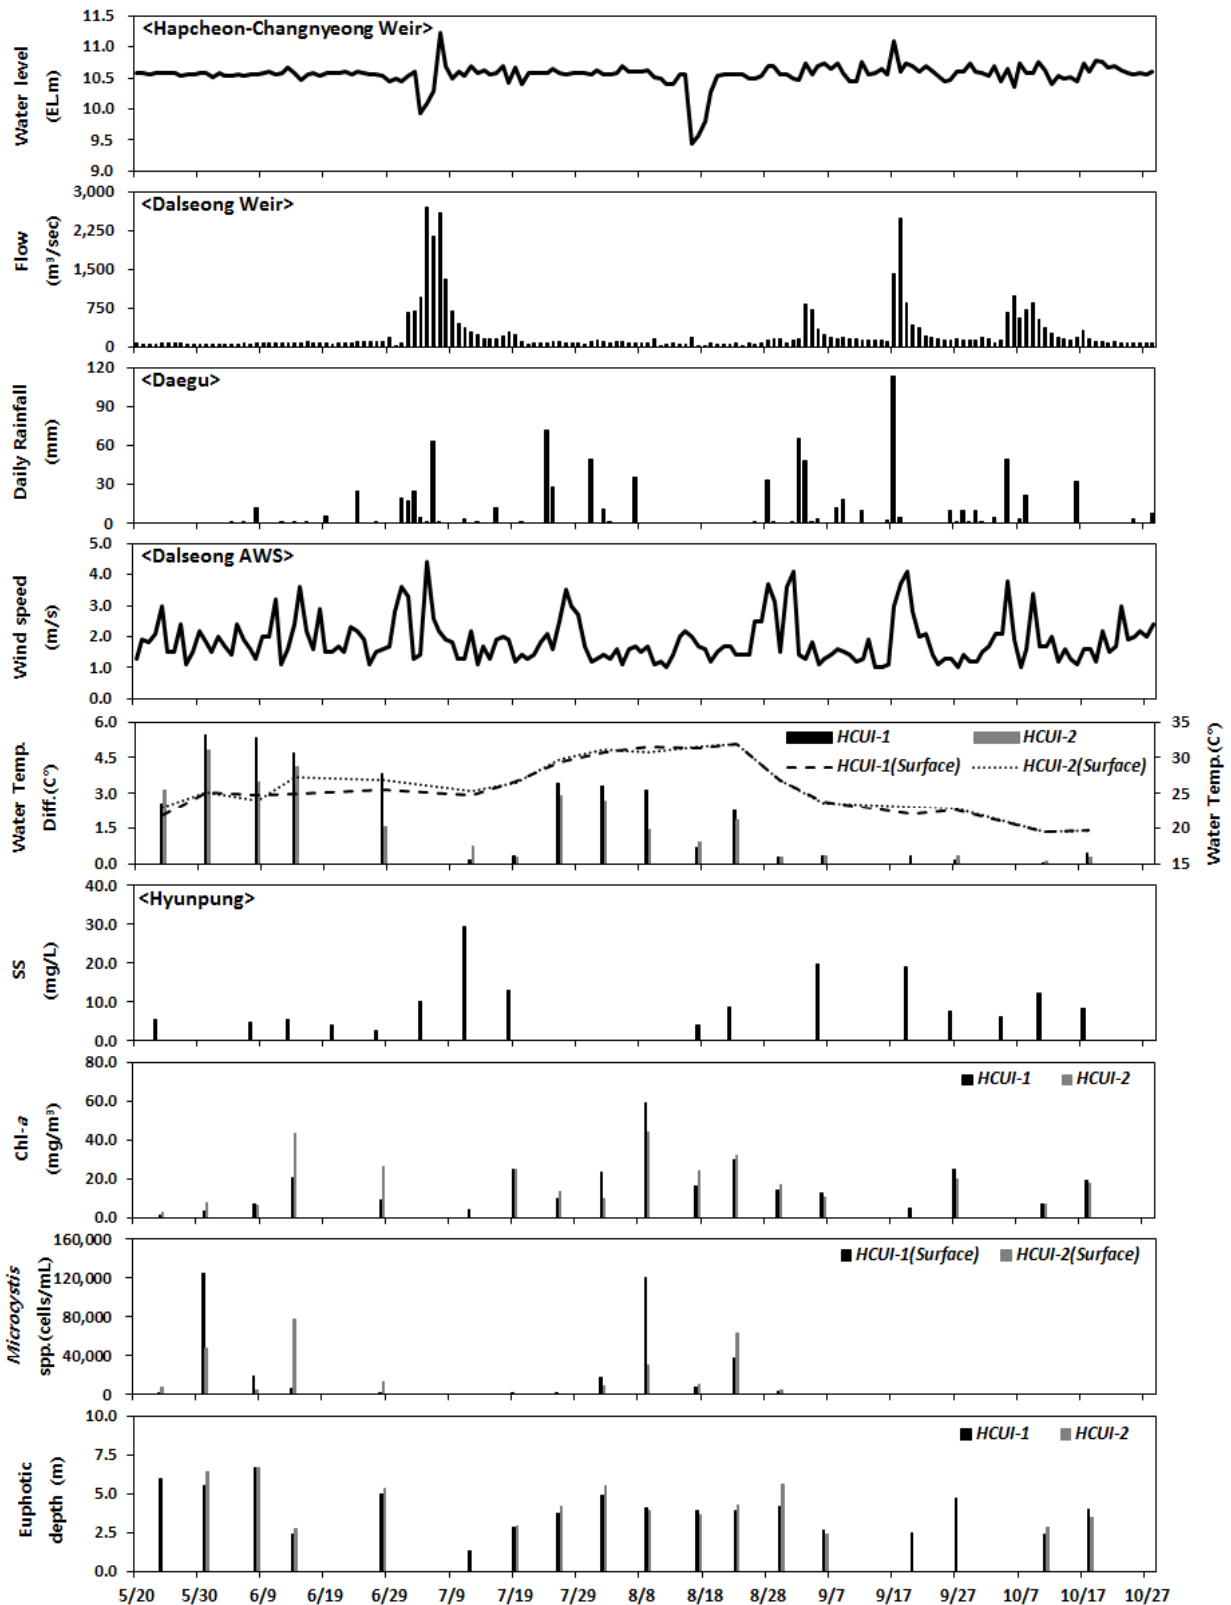 <Hapcheon-Changnyeong Weir>
Water level
(EL.m)
11.5
11.0
10.5
10.0
9.5
9.0
<Dalseong Weir>
Flow
(m³/sec)
3,000
2,250
1,500
750
0
<Daegu>
Daily Rainfall
(mm)
120
90
60
30
0
<Dalseong AWS>
Wind speed
(m/s)
5.0
4.0
3.0
2.0
1.0
0.0
Water Temp.
Diff.(C°)
6.0
4.5
3.0
1.5
0.0
HCUI-1
HCUI-2
HCUI-1(Surface)
HCUI-2(Surface)
35
30
25
20
15
Water Temp.(C°)
<Hyunpung>
SS
(mg/L)
40.0
30.0
20.0
10.0
0.0
Chl-a
(mg/m³)
80.0
60.0
40.0
20.0
0.0
HCUI-1
HCUI-2
Microcystis
spp.(cells/mL)
160,000
120,000
80,000
40,000
0
HCUI-1(Surface)
HCUI-2(Surface)
Euphotic
depth (m)
10.0
7.5
5.0
2.5
0.0
HCUI-1
HCUI-2
5/20 5/30 6/9 6/19 6/29 7/9 7/19 7/29 8/8 8/18 8/28 9/7 9/17 9/27 10/7 10/17 10/27